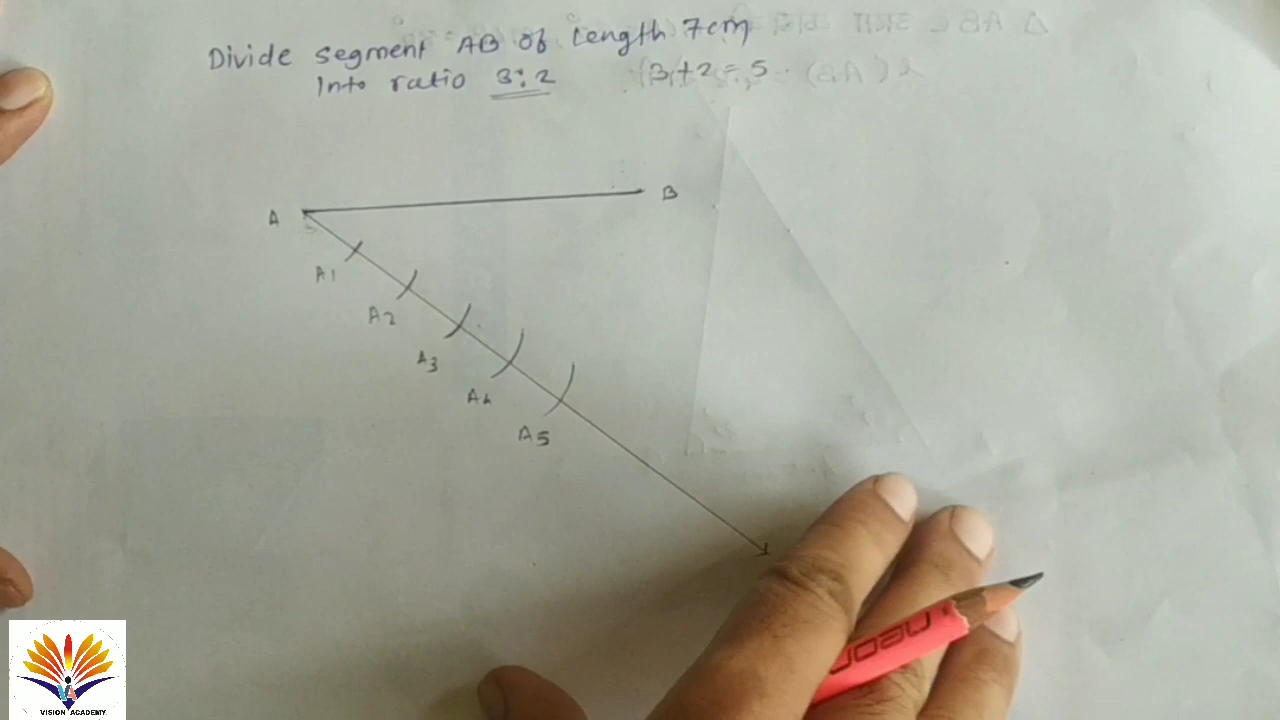 Divide segment AB of length 7cm
Into ratio 3:2 3+2=5
A B
A1
A2
A3
A4
A5
neon
VISION ACADEMY